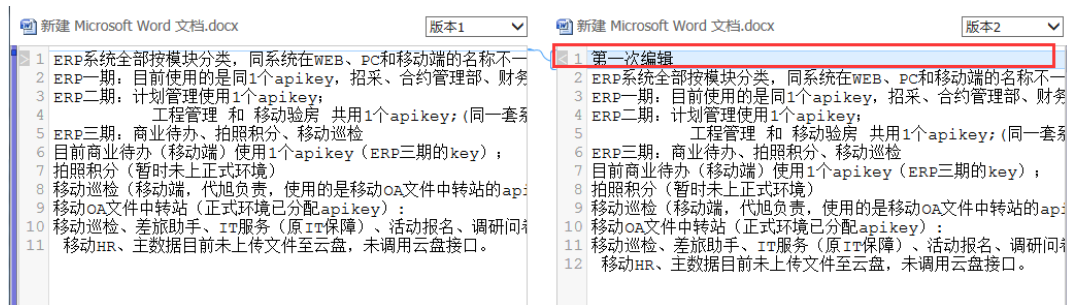 新建 Microsoft Word 文档.docx
版本1
1 ERP系统全部按模块分类，同系统在WEB、PC和移动端的名称不一
2 ERP一期：目前使用的是同1个apikey，招采、合约管理部、财务
3 ERP二期：计划管理使用1个apikey；
4 工程管理 和 移动验房 共用1个apikey;(同一套系
5 ERP三期：商业待办、拍照积分、移动巡检
6 目前商业待办（移动端）使用1个apikey（ERP三期的key）；
7 拍照积分（暂时未上正式环境）
8 移动巡检（移动端，代旭负责，使用的是移动OA文件中转站的api
9 移动OA文件中转站（正式环境已分配apikey）：
10 移动巡检、差旅助手、IT服务（原IT保障）、活动报名、调研问卷
11 移动HR、主数据目前未上传文件至云盘，未调用云盘接口。
新建 Microsoft Word 文档.docx
版本2
1 第一次编辑
2 ERP系统全部按模块分类，同系统在WEB、PC和移动端的名称不一
3 ERP一期：目前使用的是同1个apikey，招采、合约管理部、财务
4 ERP二期：计划管理使用1个apikey；
5 工程管理 和 移动验房 共用1个apikey;(同一套系
6 ERP三期：商业待办、拍照积分、移动巡检
7 目前商业待办（移动端）使用1个apikey（ERP三期的key）；
8 拍照积分（暂时未上正式环境）
9 移动巡检（移动端，代旭负责，使用的是移动OA文件中转站的api
10 移动OA文件中转站（正式环境已分配apikey）：
11 移动巡检、差旅助手、IT服务（原IT保障）、活动报名、调研问卷
12 移动HR、主数据目前未上传文件至云盘，未调用云盘接口。